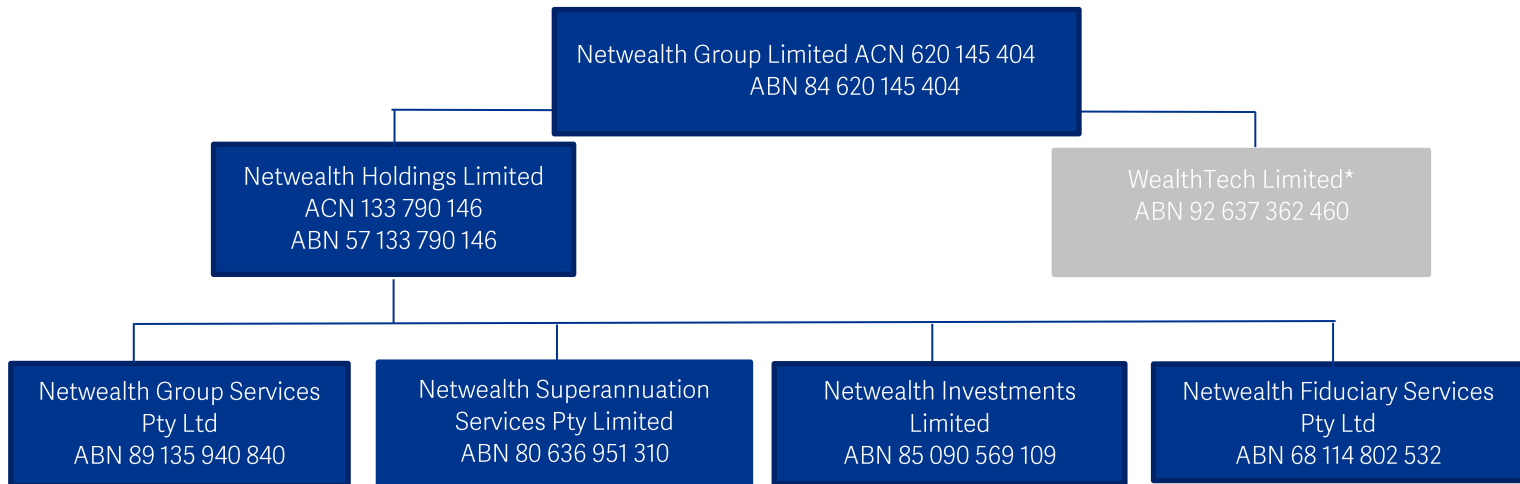 Netwealth Group Limited ACN 620 145 404
ABN 84 620 145 404
Netwealth Holdings Limited
ACN 133 790 146
ABN 57 133 790 146
WealthTech Limited*
ABN 92 637 362 460
Netwealth Group Services
Pty Ltd
ABN 89 135 940 840
Netwealth Superannuation
Services Pty Limited
ABN 80 636 951 310
Netwealth Investments
Limited
ABN 85 090 569 109
Netwealth Fiduciary Services
Pty Ltd
ABN 68 114 802 532